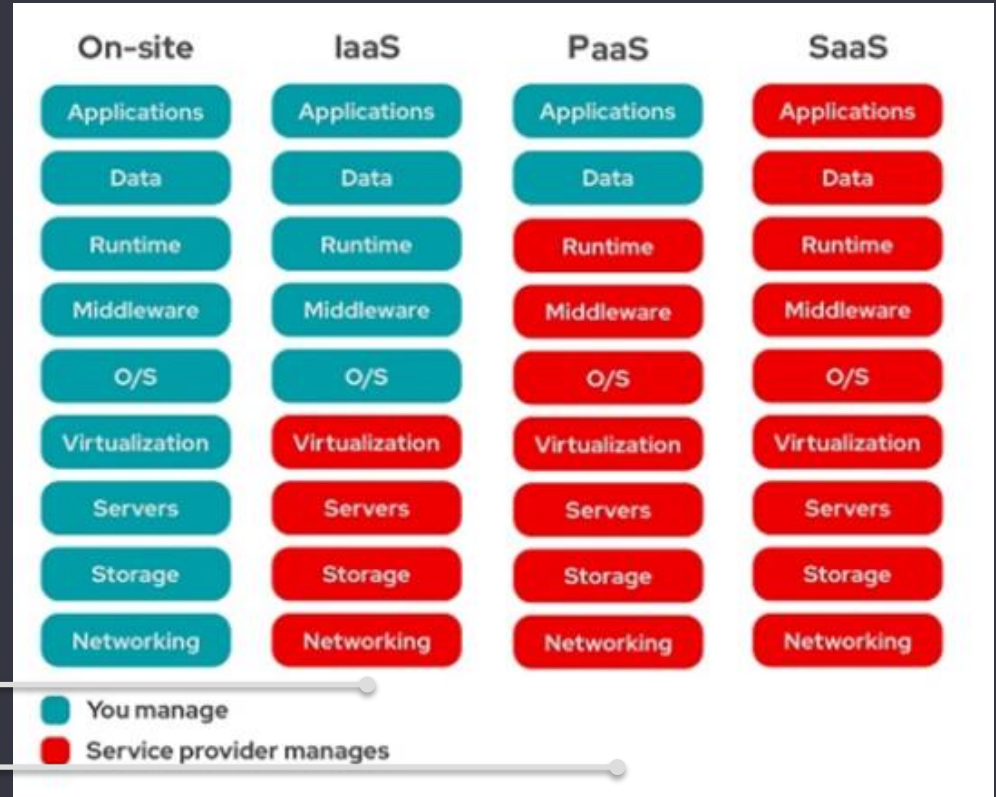 On-site IaaS PaaS SaaS
Applications Applications Applications Applications
Data Data Data Data
Runtime Runtime Runtime Runtime
Middleware Middleware Middleware Middleware
O/S O/S O/S O/S
Virtualization Virtualization Virtualization Virtualization
Servers Servers Servers Servers
Storage Storage Storage Storage
Networking Networking Networking Networking
You manage
Service provider manages